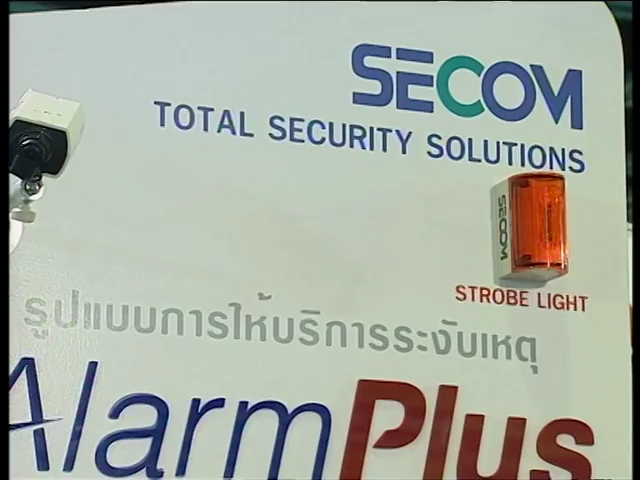 SECOM
TOTAL SECURITY SOLUTIONS
SECOM
STROBE LIGHT
รูปแบบการให้บริการระงับเหตุ
AlarmPlus